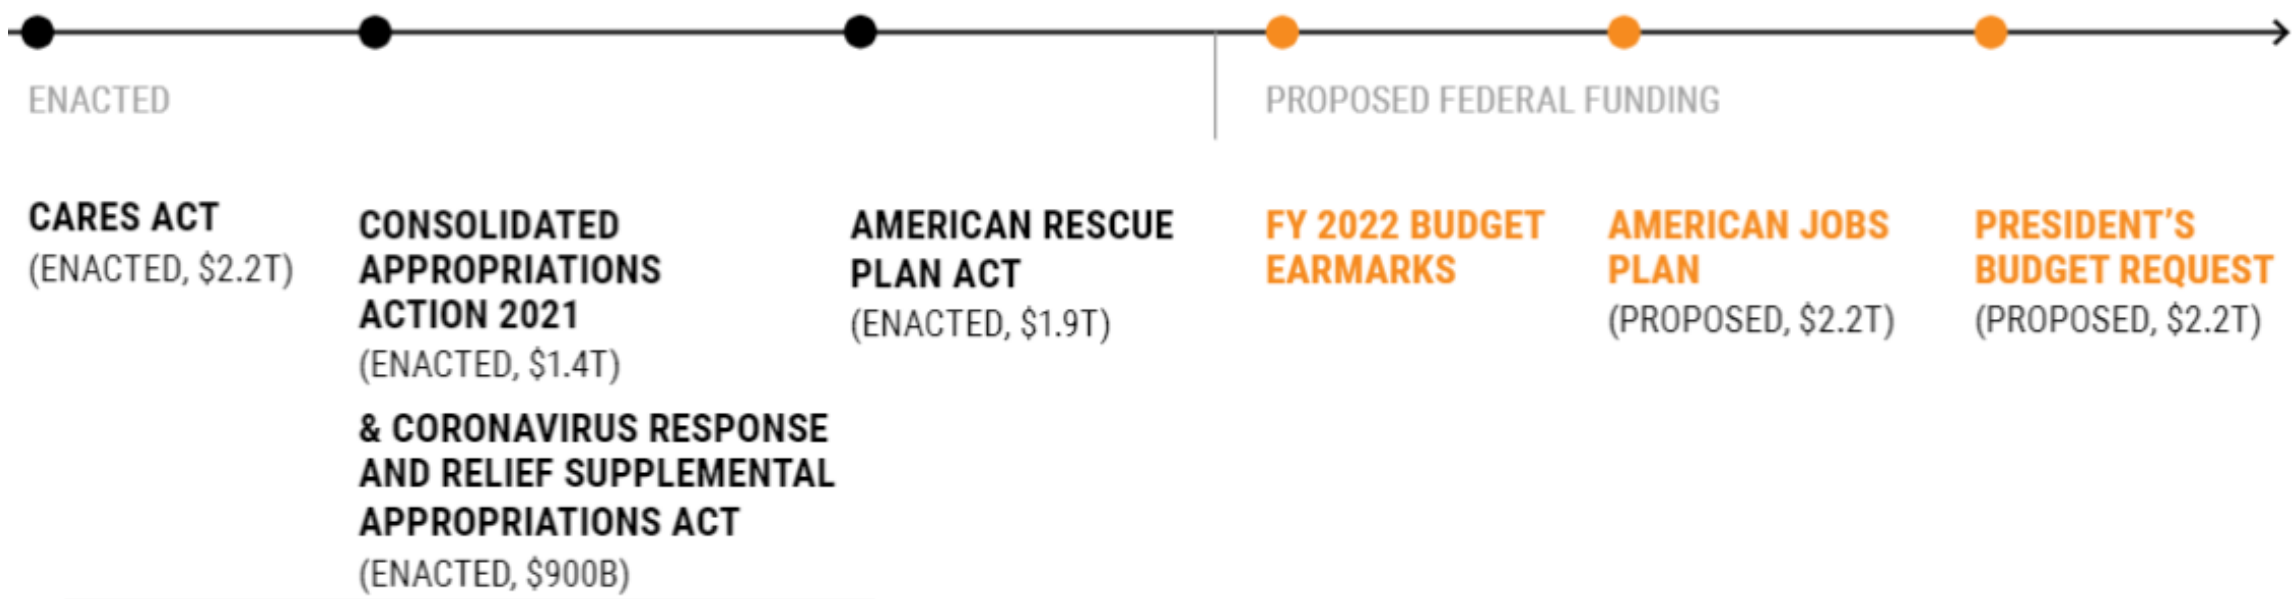 ENACTED
PROPOSED FEDERAL FUNDING
CARES ACT
(ENACTED, $2.2T)
CONSOLIDATED
APPROPRIATIONS
ACTION 2021
(ENACTED, $1.4T)
& CORONAVIRUS RESPONSE
AND RELIEF SUPPLEMENTAL
APPROPRIATIONS ACT
(ENACTED, $900B)
AMERICAN RESCUE
PLAN ACT
(ENACTED, $1.9T)
FY 2022 BUDGET
EARMARKS
AMERICAN JOBS
PLAN
(PROPOSED, $2.2T)
PRESIDENT'S
BUDGET REQUEST
(PROPOSED, $2.2T)